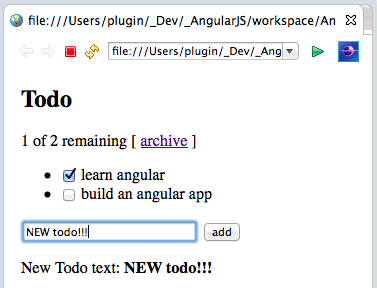 file:///Users/plugin/_Dev/_AngularJS/workspace/An
file:///Users/plugin/_Dev/_Ang
Todo
1 of 2 remaining [ archive ]
learn angular
build an angular app
NEW todo!!! add
New Todo text: NEW todo!!!